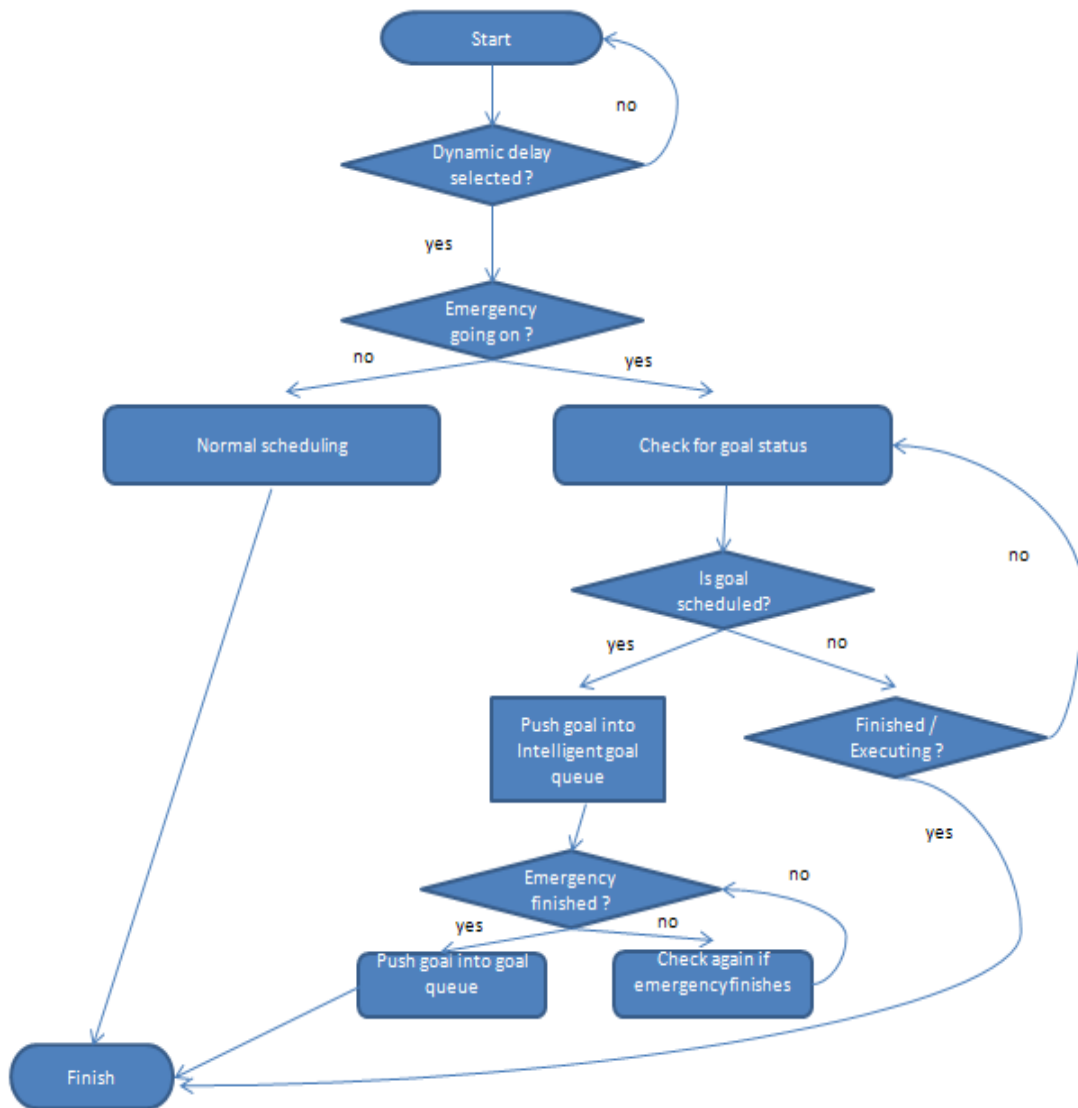 Start
no
Dynamic delay
selected ?
yes
Emergency
going on ?
no
yes
Normal scheduling
Check for goal status
no
Is goal
scheduled?
yes
no
Push goal into
Intelligent goal
queue
Finished /
Executing ?
yes
Emergency
finished ?
no
yes
no
Push goal into goal
queue
Check again if
emergency finishes
Finish